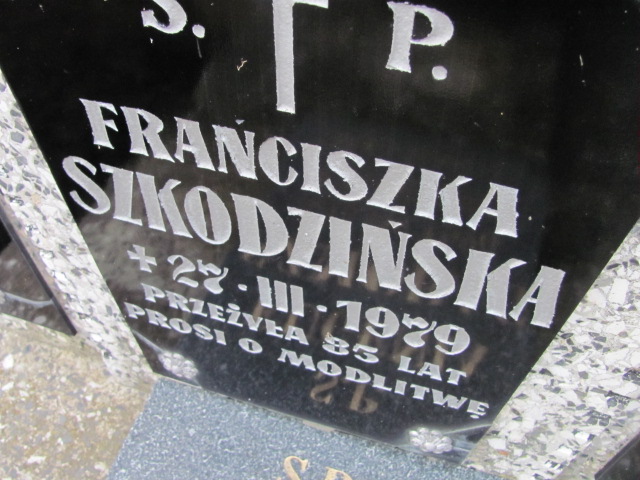 S. P.
FRANCISZKA
SZKODZIŃSKA
+ 27·III·1979
PRZEŻYŁA 85 LAT
PROSI O MODLITWĘ
S.P.